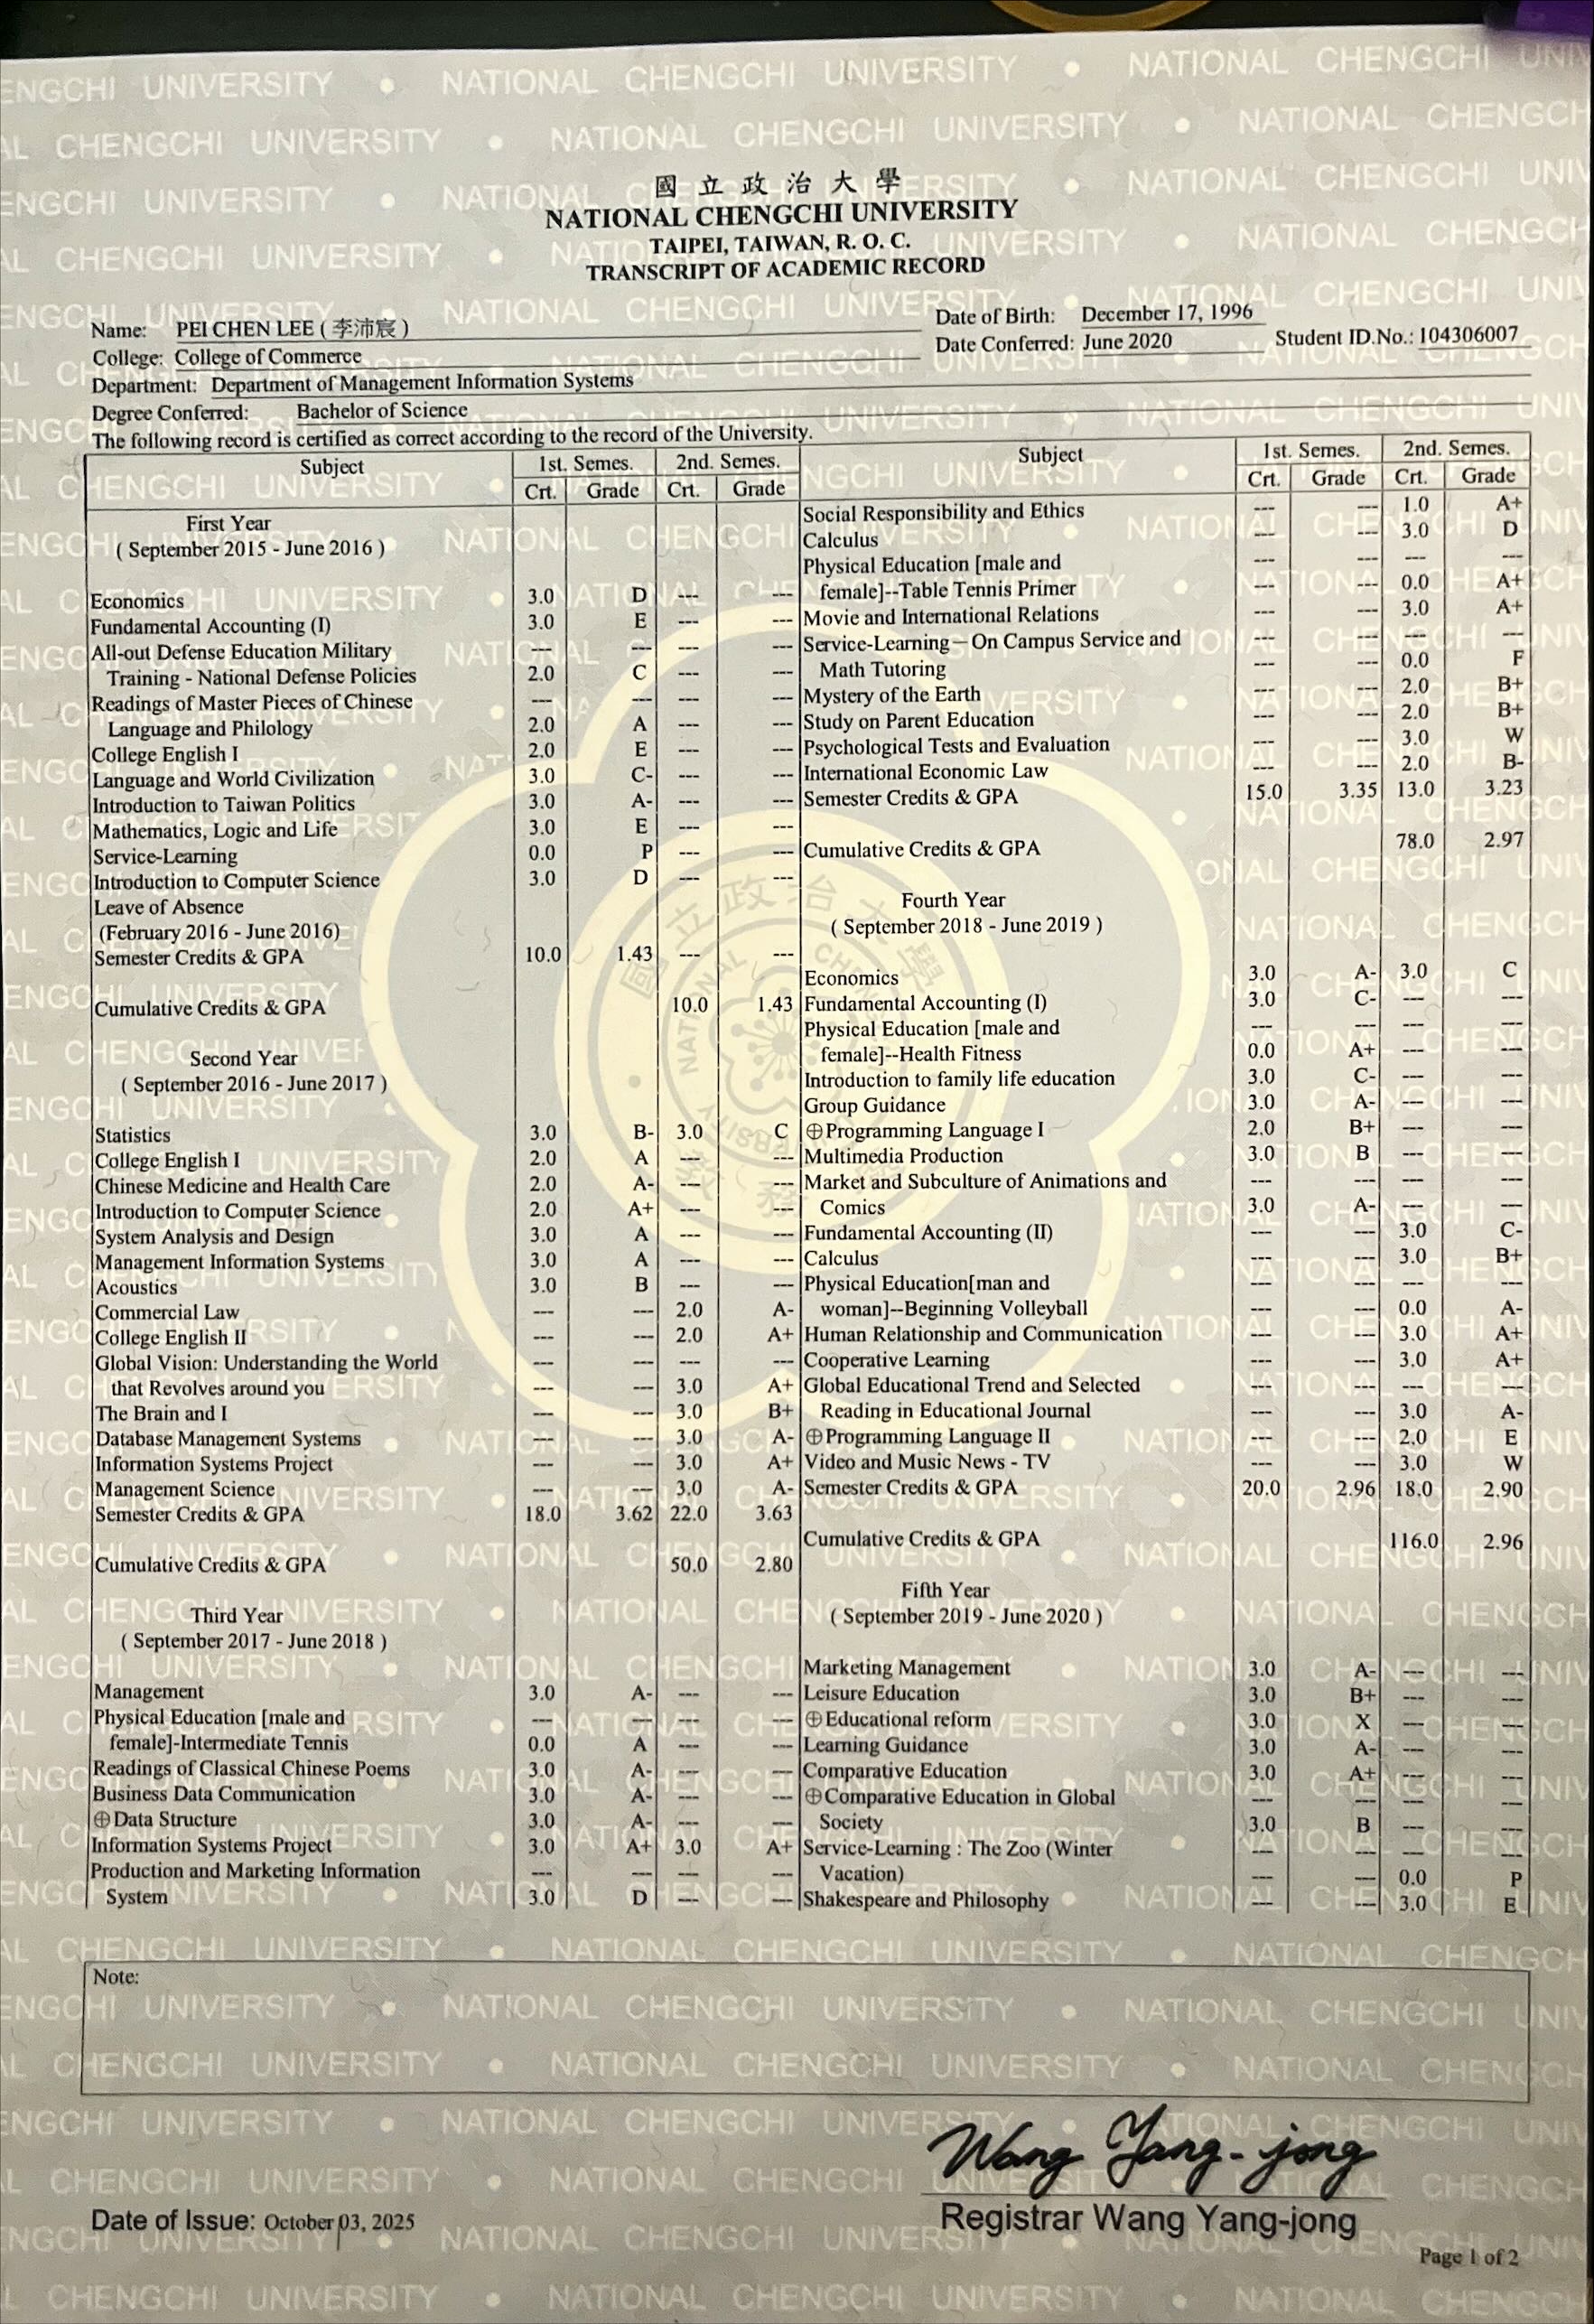 國立政治大學
NATIONAL CHENGCHI UNIVERSITY
TAIPEI, TAIWAN, R. O. C.
TRANSCRIPT OF ACADEMIC RECORD
Name: PEI CHEN LEE ( 李沛宸 )
Date of Birth: December 17, 1996
College: College of Commerce
Date Conferred: June 2020 Student ID.No.: 104306007
Department: Department of Management Information Systems
Degree Conferred: Bachelor of Science
The following record is certified as correct according to the record of the University.
Subject 1st. Semes. 2nd. Semes.
Crt. Grade Crt. Grade
First Year
( September 2015 - June 2016 )
Economics 3.0 D --- ---
Fundamental Accounting (I) 3.0 E --- ---
All-out Defense Education Military --- --- --- ---
Training - National Defense Policies 2.0 C --- ---
Readings of Master Pieces of Chinese --- --- --- ---
Language and Philology 2.0 A --- ---
College English I 2.0 E --- ---
Language and World Civilization 3.0 C- --- ---
Introduction to Taiwan Politics 3.0 A- --- ---
Mathematics, Logic and Life 3.0 E --- ---
Service-Learning 0.0 P --- ---
Introduction to Computer Science 3.0 D --- ---
Leave of Absence
(February 2016 - June 2016)
Semester Credits & GPA 10.0 1.43 --- ---
Cumulative Credits & GPA 10.0 1.43
Second Year
( September 2016 - June 2017 )
Statistics 3.0 B- 3.0 C
College English I 2.0 A --- ---
Chinese Medicine and Health Care 2.0 A- --- ---
Introduction to Computer Science 2.0 A+ --- ---
System Analysis and Design 3.0 A --- ---
Management Information Systems 3.0 A --- ---
Acoustics 3.0 B --- ---
Commercial Law --- --- 2.0 A-
College English II --- --- 2.0 A+
Global Vision: Understanding the World --- --- --- ---
that Revolves around you --- --- 3.0 A+
The Brain and I --- --- 3.0 B+
Database Management Systems --- --- 3.0 A-
Information Systems Project --- --- 3.0 A+
Management Science --- --- 3.0 A-
Semester Credits & GPA 18.0 3.62 22.0 3.63
Cumulative Credits & GPA 50.0 2.80
Third Year
( September 2017 - June 2018 )
Management 3.0 A- --- ---
Physical Education [male and --- --- --- ---
female]-Intermediate Tennis 0.0 A --- ---
Readings of Classical Chinese Poems 3.0 A- --- ---
Business Data Communication 3.0 A- --- ---
⊕Data Structure 3.0 A- --- ---
Information Systems Project 3.0 A+ 3.0 A+
Production and Marketing Information --- --- --- ---
System 3.0 D --- ---
Subject 1st. Semes. 2nd. Semes.
Crt. Grade Crt. Grade
Social Responsibility and Ethics --- --- 1.0 A+
Calculus --- --- 3.0 D
Physical Education [male and --- --- --- ---
female]--Table Tennis Primer --- --- 0.0 A+
Movie and International Relations --- --- 3.0 A+
Service-Learning－On Campus Service and --- --- --- ---
Math Tutoring --- --- 0.0 F
Mystery of the Earth --- --- 2.0 B+
Study on Parent Education --- --- 2.0 B+
Psychological Tests and Evaluation --- --- 3.0 W
International Economic Law --- --- 2.0 B-
Semester Credits & GPA 15.0 3.35 13.0 3.23
Cumulative Credits & GPA 78.0 2.97
Fourth Year
( September 2018 - June 2019 )
Economics 3.0 A- 3.0 C
Fundamental Accounting (I) 3.0 C- --- ---
Physical Education [male and --- --- --- ---
female]--Health Fitness 0.0 A+ --- ---
Introduction to family life education 3.0 C- --- ---
Group Guidance 3.0 A- --- ---
⊕Programming Language I 2.0 B+ --- ---
Multimedia Production 3.0 B --- ---
Market and Subculture of Animations and --- --- --- ---
Comics 3.0 A- --- ---
Fundamental Accounting (II) --- --- 3.0 C-
Calculus --- --- 3.0 B+
Physical Education[man and --- --- --- ---
woman]--Beginning Volleyball --- --- 0.0 A-
Human Relationship and Communication --- --- 3.0 A+
Cooperative Learning --- --- 3.0 A+
Global Educational Trend and Selected --- --- --- ---
Reading in Educational Journal --- --- 3.0 A-
⊕Programming Language II --- --- 2.0 E
Video and Music News - TV --- --- 3.0 W
Semester Credits & GPA 20.0 2.96 18.0 2.90
Cumulative Credits & GPA 116.0 2.96
Fifth Year
( September 2019 - June 2020 )
Marketing Management 3.0 A- --- ---
Leisure Education 3.0 B+ --- ---
⊕Educational reform 3.0 X --- ---
Learning Guidance 3.0 A- --- ---
Comparative Education 3.0 A+ --- ---
⊕Comparative Education in Global --- --- --- ---
Society 3.0 B --- ---
Service-Learning : The Zoo (Winter --- --- --- ---
Vacation) --- --- 0.0 P
Shakespeare and Philosophy --- --- 3.0 E
Note:
Wang Yang-jong
Date of Issue: October 03, 2025
Registrar Wang Yang-jong
Page 1 of 2